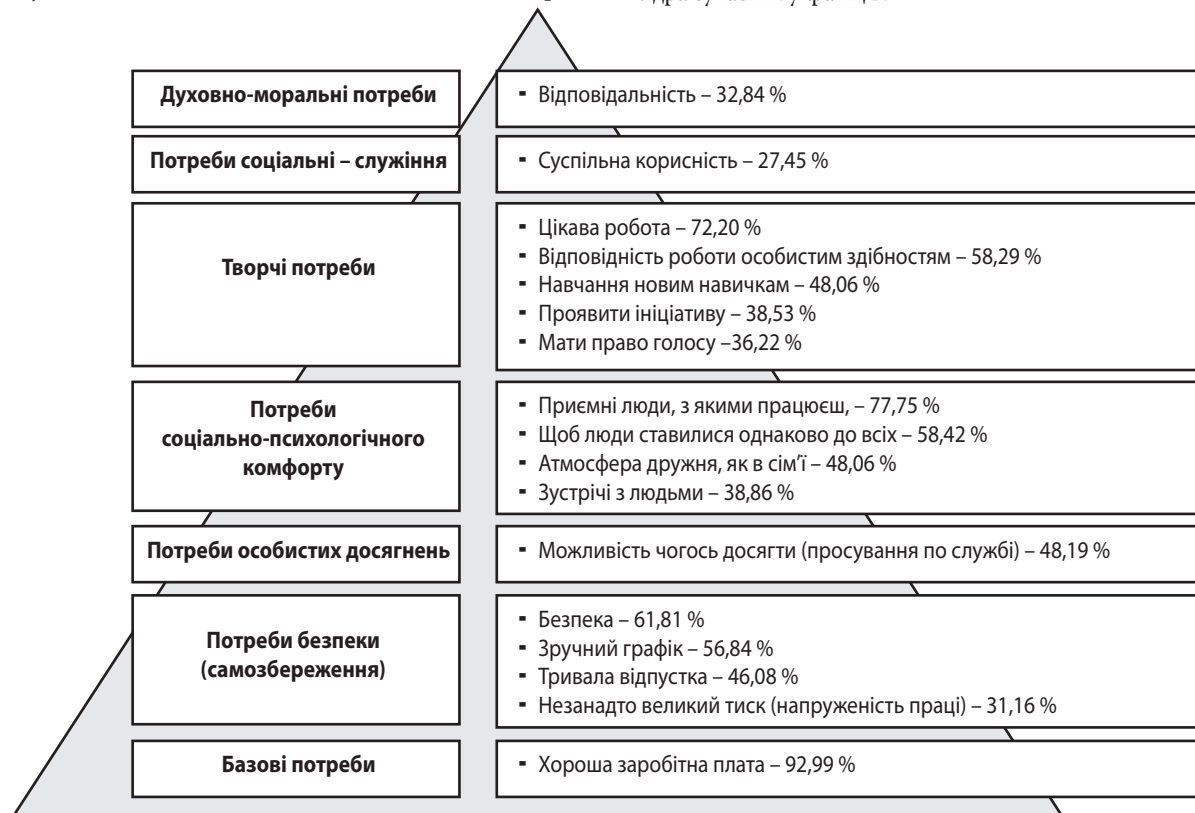 Духовно-моральні потреби
▪ Відповідальність – 32,84 %
Потреби соціальні – служіння
▪ Суспільна корисність – 27,45 %
Творчі потреби
▪ Цікава робота – 72,20 %
▪ Відповідність роботи особистим здібностям – 58,29 %
▪ Навчання новим навичкам – 48,06 %
▪ Проявити ініціативу – 38,53 %
▪ Мати право голосу –36,22 %
Потреби
соціально-психологічного
комфорту
▪ Приємні люди, з якими працюєш, – 77,75 %
▪ Щоб люди ставилися однаково до всіх – 58,42 %
▪ Атмосфера дружня, як в сім’ї – 48,06 %
▪ Зустрічі з людьми – 38,86 %
Потреби особистих досягнень
▪ Можливість чогось досягти (просування по службі) – 48,19 %
Потреби безпеки
(самозбереження)
▪ Безпека – 61,81 %
▪ Зручний графік – 56,84 %
▪ Тривала відпустка – 46,08 %
▪ Незанадто великий тиск (напруженість праці) – 31,16 %
Базові потреби
▪ Хороша заробітна плата – 92,99 %